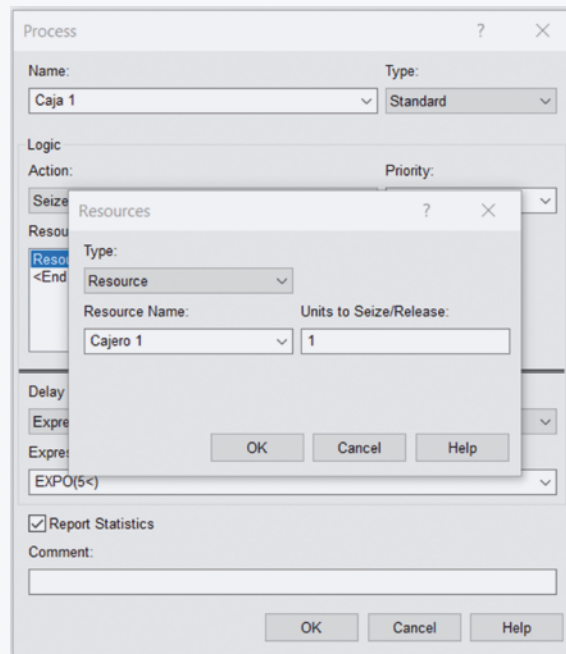 Process ? ×
Name: Type:
Caja 1 Standard
Logic
Action: Priority:
Seize
Resou
Resou
<End
Resources ? ×
Type:
Resource
Resource Name: Units to Seize/Release:
Cajero 1 1
OK Cancel Help
Delay
Expre
Expres
EXPO(5<)
Report Statistics
Comment:
OK Cancel Help